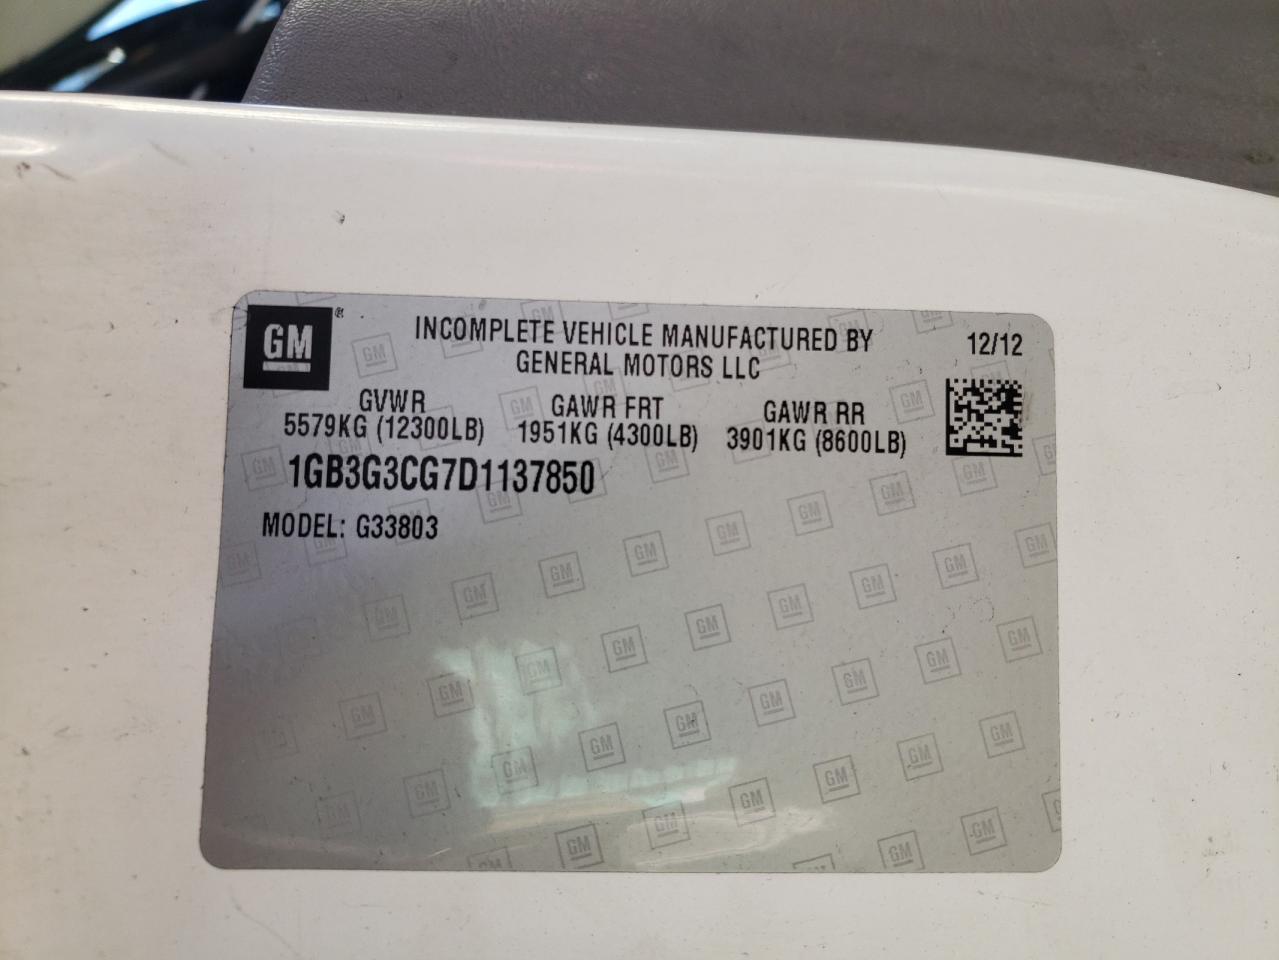 GM®
INCOMPLETE VEHICLE MANUFACTURED BY
GENERAL MOTORS LLC
12/12
GVWR GAWR FRT GAWR RR
5579KG (12300LB) 1951KG (4300LB) 3901KG (8600LB)
1GB3G3CG7D1137850
MODEL: G33803